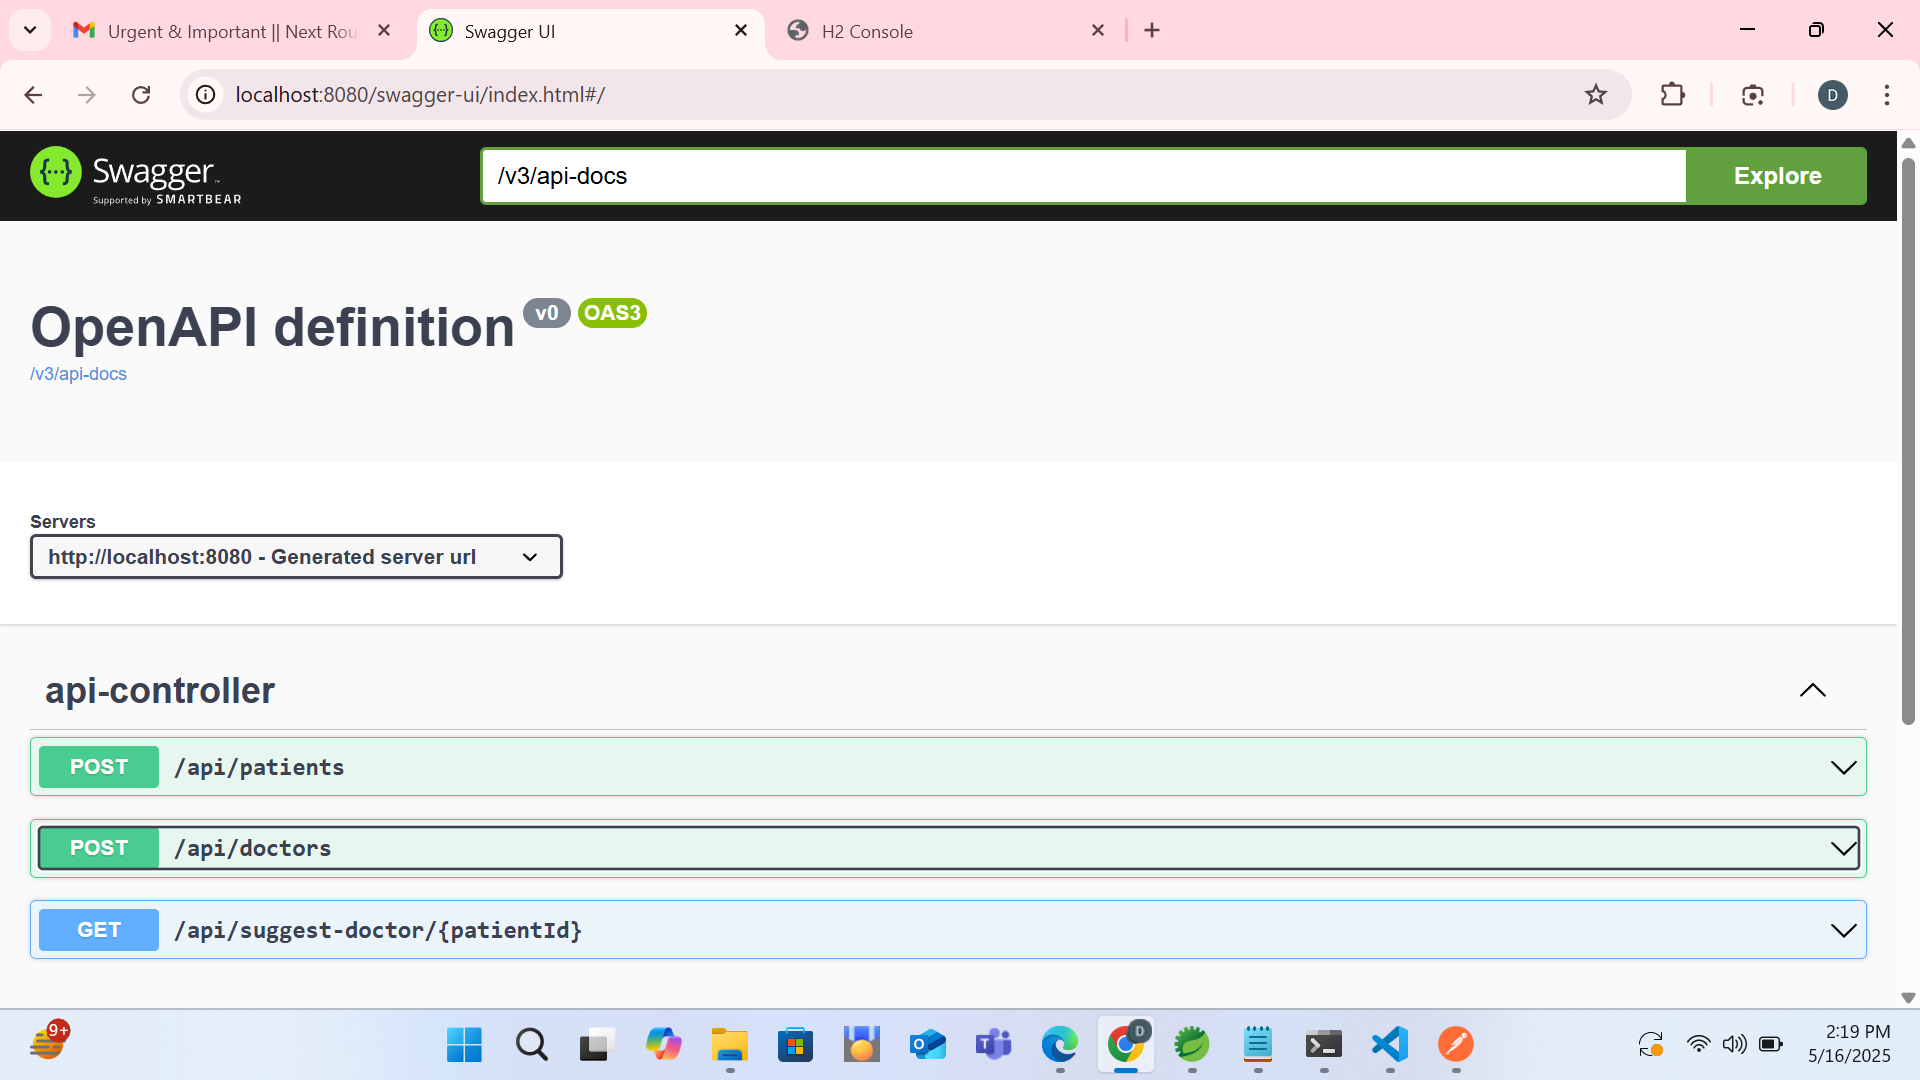 Urgent & Important || Next Rou
Swagger UI
H2 Console
localhost:8080/swagger-ui/index.html#/
D
Swagger
Supported by SMARTBEAR
/v3/api-docs
Explore
OpenAPI definition
v0
OAS3
/v3/api-docs
Servers
http://localhost:8080 - Generated server url
api-controller
POST
/api/patients
POST
/api/doctors
GET
/api/suggest-doctor/{patientId}
9+
D
2:19 PM
5/16/2025